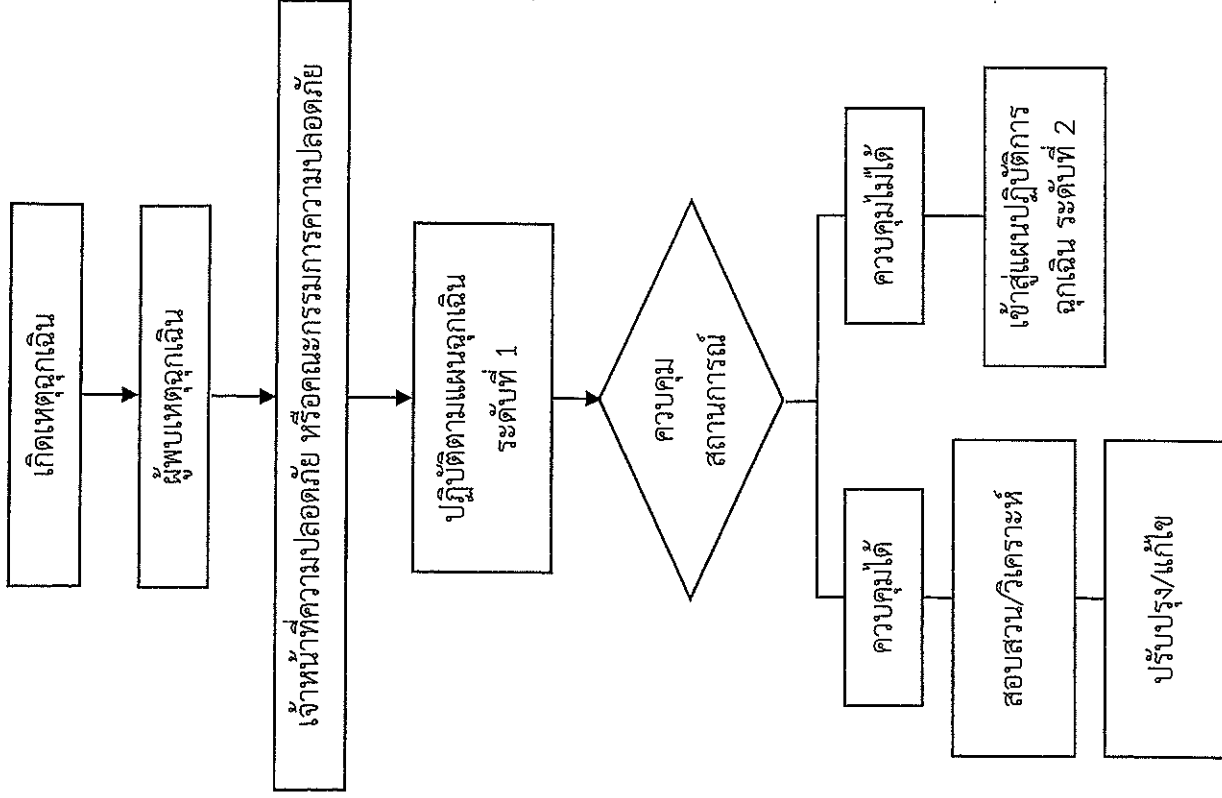 เกิดเหตุฉุกเฉิน
ผู้พบเหตุฉุกเฉิน
เจ้าหน้าที่ความปลอดภัย หรือคณะกรรมการความปลอดภัย
ปฏิบัติตามแผนฉุกเฉิน
ระดับที่ 1
ควบคุม
สถานการณ์
ควบคุมได้
ควบคุมไม่ได้
สอบสวน/วิเคราะห์
เข้าสู่แผนปฏิบัติการ
ฉุกเฉิน ระดับที่ 2
ปรับปรุง/แก้ไข